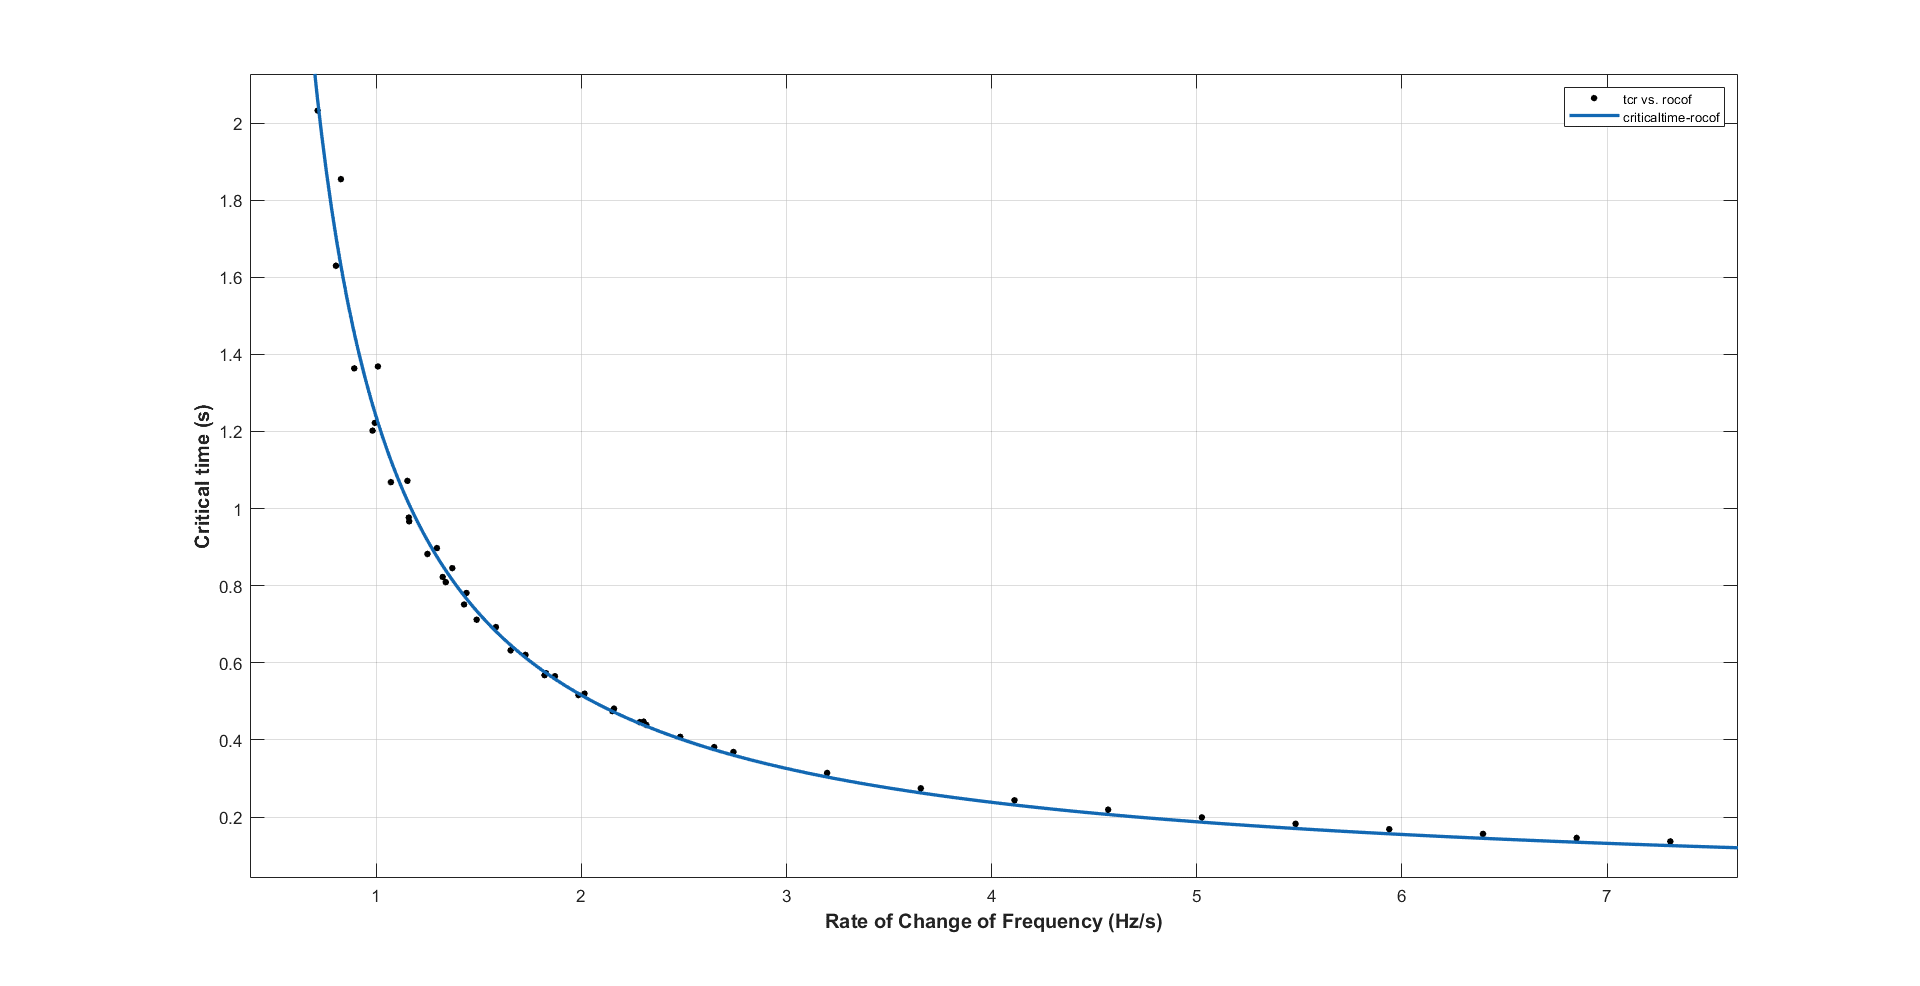 tcr vs. rocof
criticaltime-rocof
Critical time (s)
2
1.8
1.6
1.4
1.2
1
0.8
0.6
0.4
0.2
1 2 3 4 5 6 7
Rate of Change of Frequency (Hz/s)